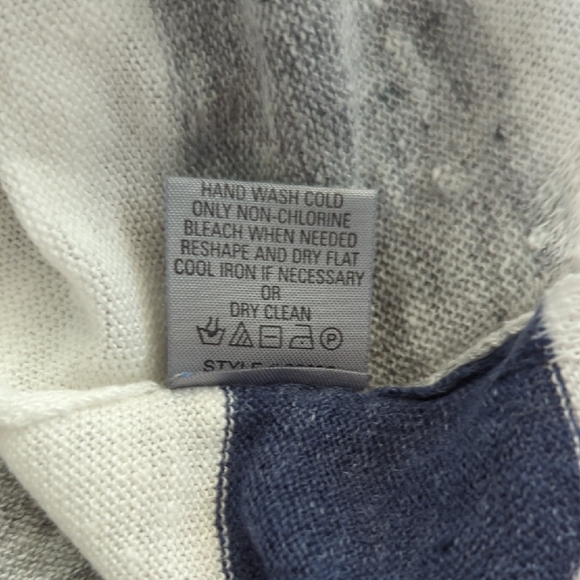 HAND WASH COLD
ONLY NON-CHLORINE
BLEACH WHEN NEEDED
RESHAPE AND DRY FLAT
COOL IRON IF NECESSARY
OR
DRY CLEAN
P
STYLE